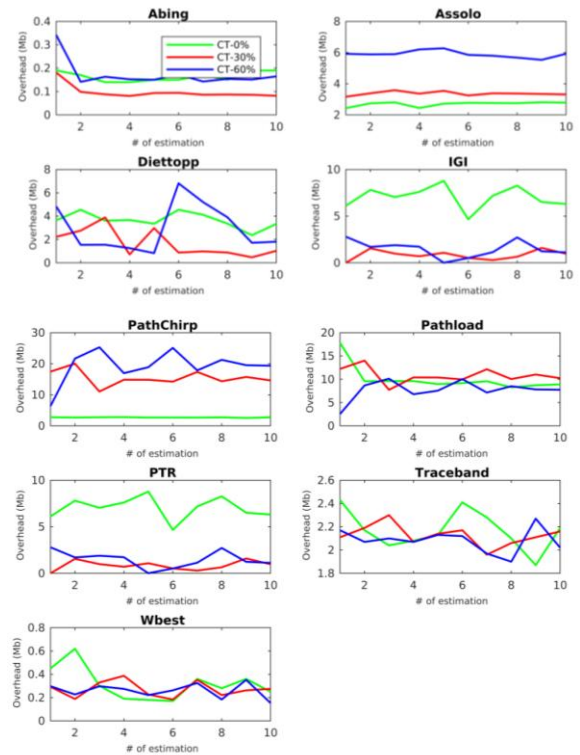 Abing
Overhead (Mb)
0.4
0.3
0.2
0.1
0
CT-0%
CT-30%
CT-60%
2 4 6 8 10
# of estimation
Assolo
Overhead (Mb)
8
6
4
2
2 4 6 8 10
# of estimation
Diettopp
Overhead (Mb)
8
6
4
2
0
2 4 6 8 10
# of estimation
IGI
Overhead (Mb)
10
5
0
2 4 6 8 10
# of estimation
PathChirp
Overhead (Mb)
30
20
10
0
2 4 6 8 10
# of estimation
Pathload
Overhead (Mb)
20
15
10
5
0
2 4 6 8 10
# of estimation
PTR
Overhead (Mb)
10
5
0
2 4 6 8 10
# of estimation
Traceband
Overhead (Mb)
2.6
2.4
2.2
2
1.8
2 4 6 8 10
# of estimation
Wbest
Overhead (Mb)
0.8
0.6
0.4
0.2
0
2 4 6 8 10
# of estimation